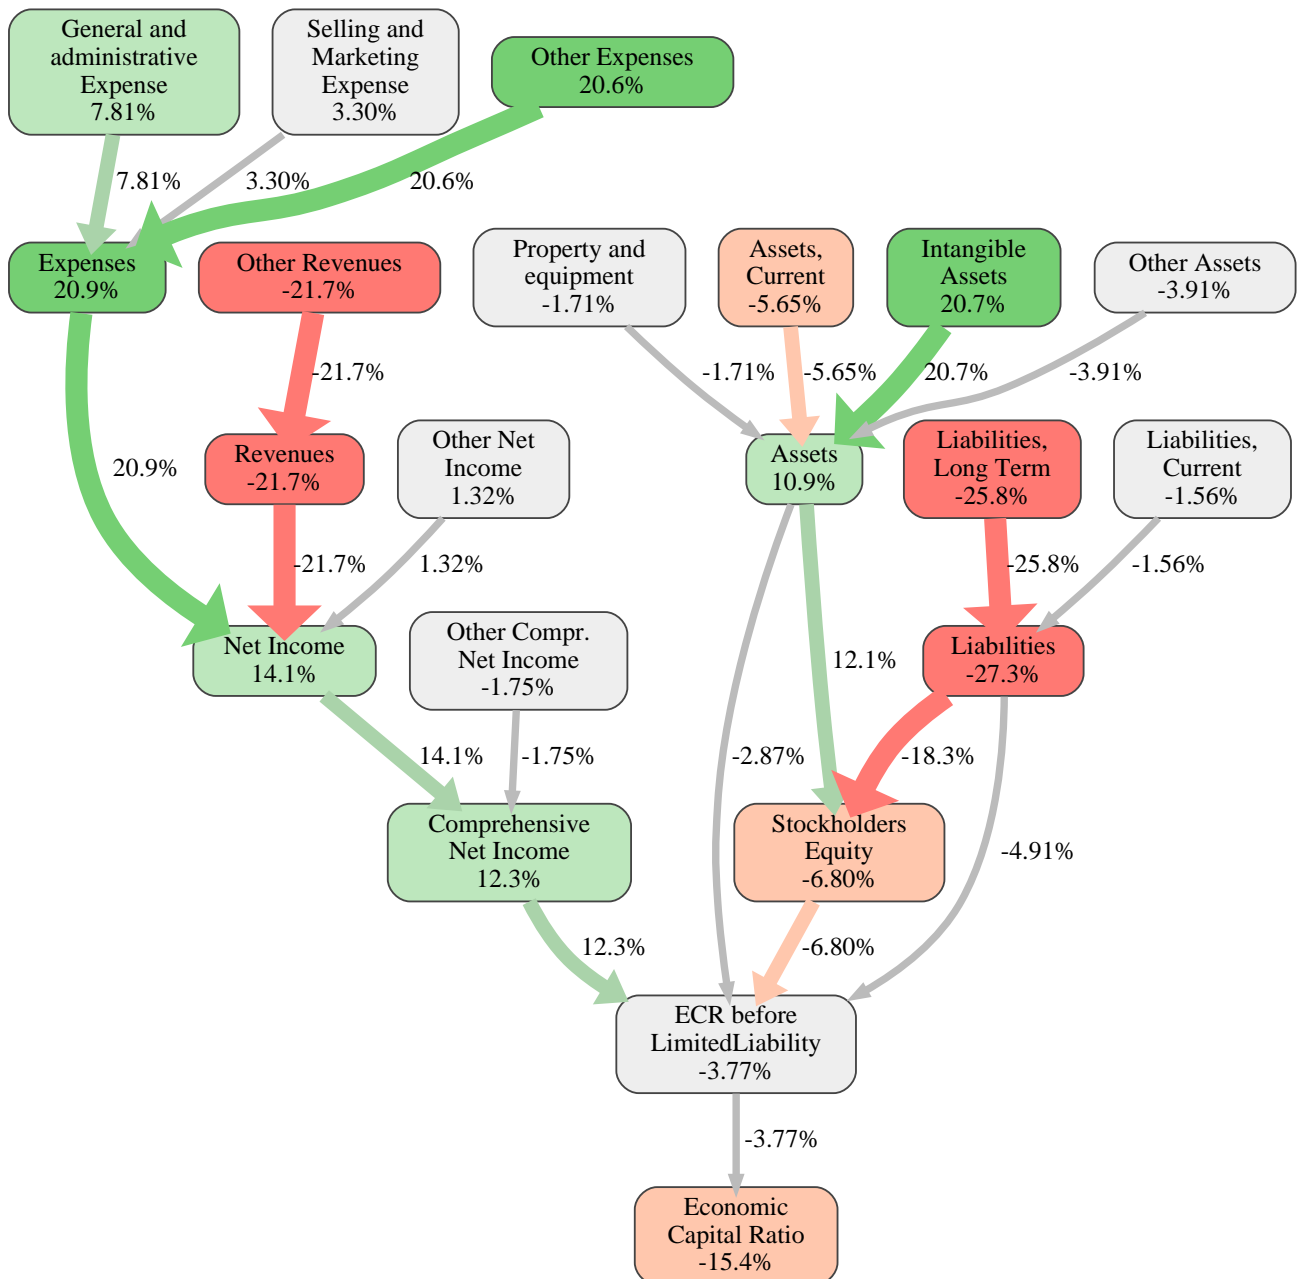 General and
administrative
Expense
7.81%
Selling and
Marketing
Expense
3.30%
Other Expenses
20.6%
7.81%
3.30%
20.6%
Expenses
20.9%
Other Revenues
-21.7%
Property and
equipment
-1.71%
Assets,
Current
-5.65%
Intangible
Assets
20.7%
Other Assets
-3.91%
-21.7%
-1.71%
-5.65%
20.7%
-3.91%
20.9%
Revenues
-21.7%
Other Net
Income
1.32%
Assets
10.9%
Liabilities,
Long Term
-25.8%
Liabilities,
Current
-1.56%
-21.7%
1.32%
-25.8%
-1.56%
Net Income
14.1%
Other Compr.
Net Income
-1.75%
12.1%
Liabilities
-27.3%
14.1%
-1.75%
-2.87%
-18.3%
Comprehensive
Net Income
12.3%
Stockholders
Equity
-6.80%
-4.91%
12.3%
-6.80%
ECR before
LimitedLiability
-3.77%
-3.77%
Economic
Capital Ratio
-15.4%